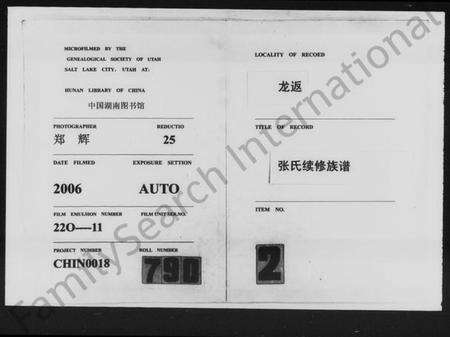 MICROFILMED BY THE
GENEALOGICAL SOCIETY OF UTAH
SALT LAKE CITY, UTAH AT:
HUNAN LIBRARY OF CHINA
中国湖南图书馆
PHOTOGRAPHER REDUCTIO
郑 辉 25
DATE FILMED EXPOSURE SETTION
2006 AUTO
FILM EMULSION NUMBER FILM UNIT SER.NO.
22O----11
PROJECT NUMBER ROLL NUMBER
CHIN0018 790
LOCALITY OF RECOED
龙返
TITLE OF RECORD
张氏续修族谱
ITEM NO.
2
FamilySearch International